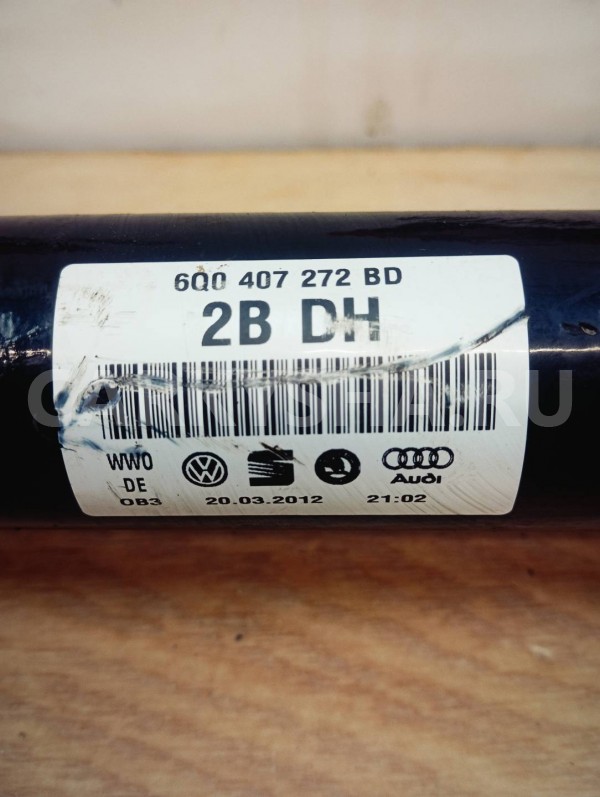 6Q0 407 272 BD
2B DH
WWO
DE
OB3 20.03.2012 21:02
Audi